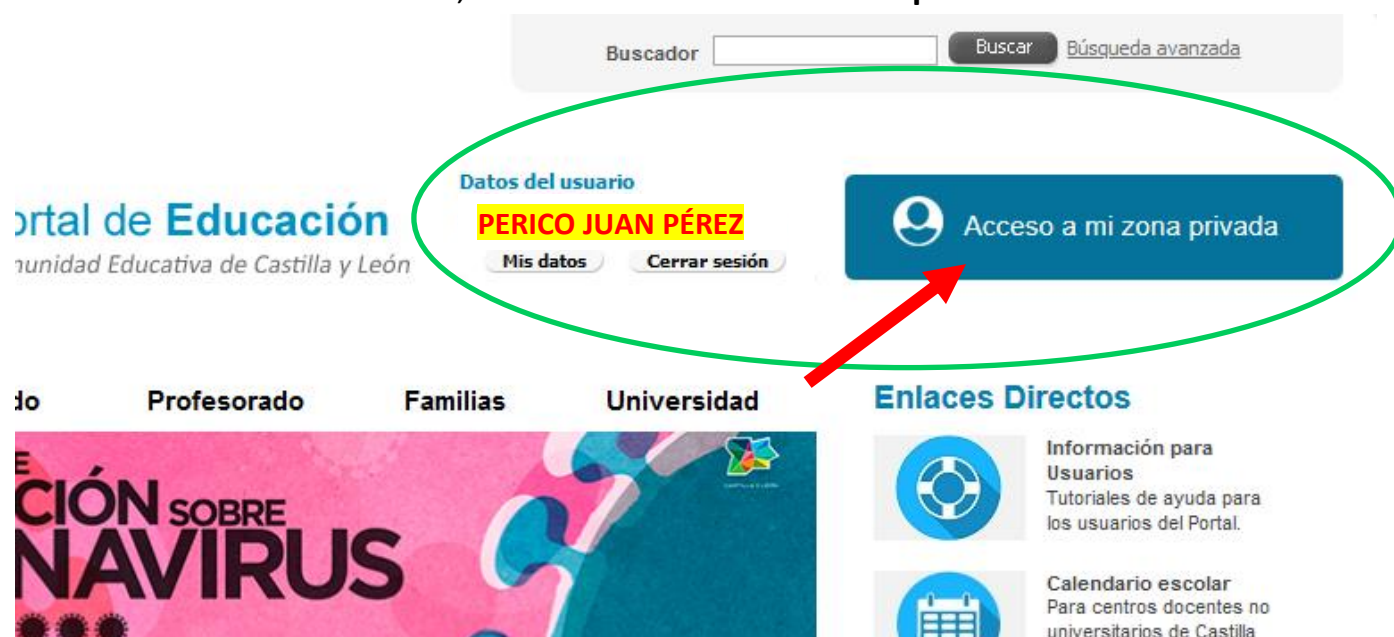 Buscador Buscar Búsqueda avanzada
Datos del usuario
PERICO JUAN PÉREZ
Mis datos Cerrar sesión
Acceso a mi zona privada
ortal de Educación
munidad Educativa de Castilla y León
do Profesorado Familias Universidad
CIÓN SOBRE
NAVIRUS
Enlaces Directos
Información para
Usuarios
Tutoriales de ayuda para
los usuarios del Portal.
Calendario escolar
Para centros docentes no
universitarios de Castilla